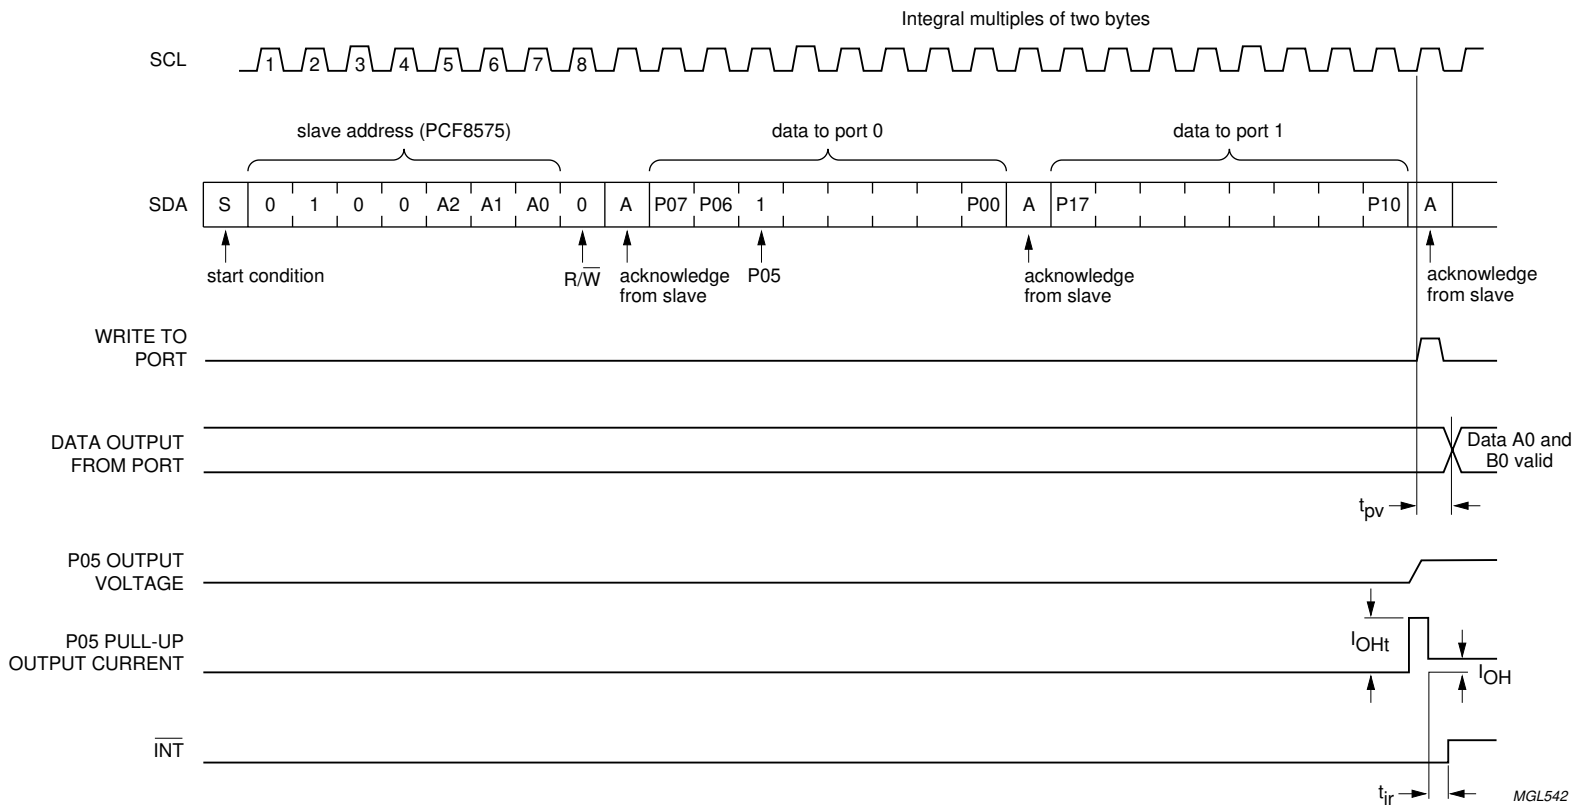 Integral multiples of two bytes
SCL
1 2 3 4 5 6 7 8
slave address (PCF8575)
data to port 0
data to port 1
SDA
S 0 1 0 0 A2 A1 A0 0 A P07 P06 1 P00 A P17 P10 A
start condition
R/W̅
acknowledge
from slave
P05
acknowledge
from slave
acknowledge
from slave
WRITE TO
PORT
DATA OUTPUT
FROM PORT
Data A0 and
B0 valid
tpv
P05 OUTPUT
VOLTAGE
P05 PULL-UP
OUTPUT CURRENT
IOHt
IOH
I̅N̅T̅
tir
MGL542